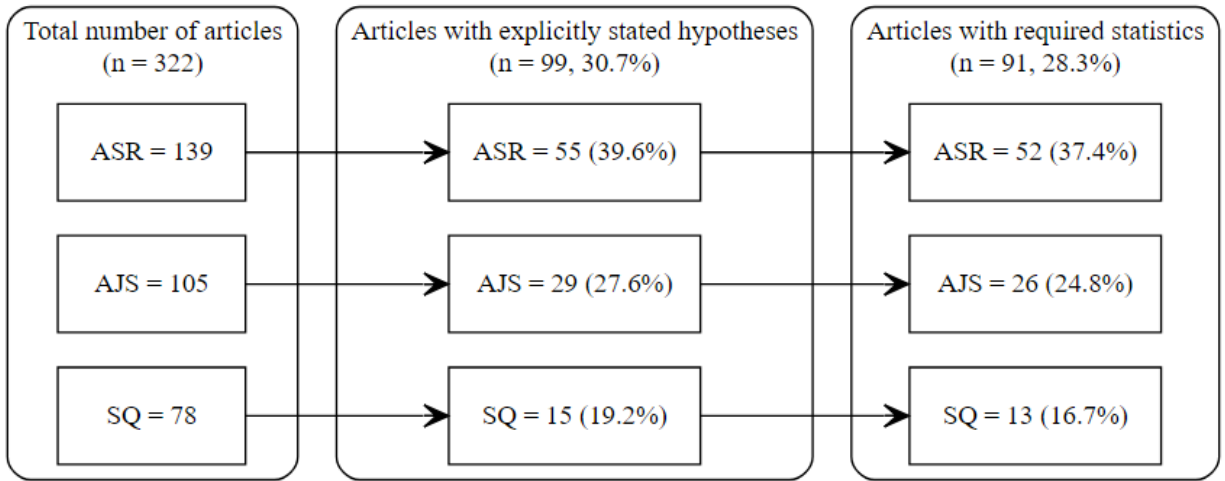 Total number of articles
(n = 322)
ASR = 139
AJS = 105
SQ = 78
Articles with explicitly stated hypotheses
(n = 99, 30.7%)
ASR = 55 (39.6%)
AJS = 29 (27.6%)
SQ = 15 (19.2%)
Articles with required statistics
(n = 91, 28.3%)
ASR = 52 (37.4%)
AJS = 26 (24.8%)
SQ = 13 (16.7%)